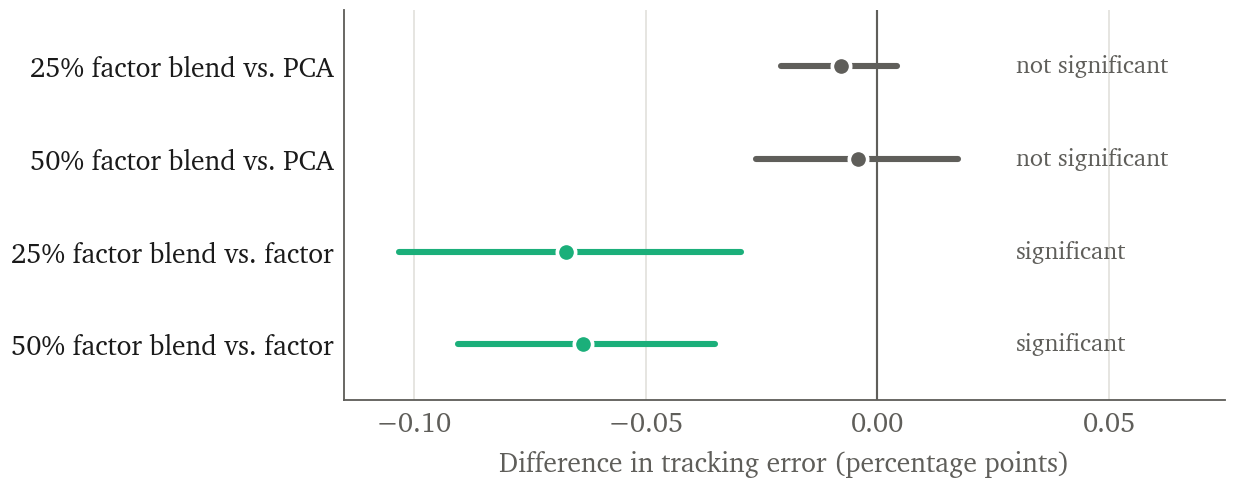 25% factor blend vs. PCA
not significant
50% factor blend vs. PCA
not significant
25% factor blend vs. factor
significant
50% factor blend vs. factor
significant
−0.10 −0.05 0.00 0.05
Difference in tracking error (percentage points)